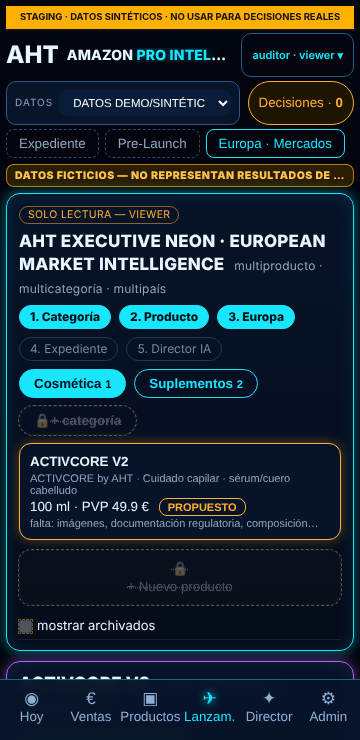 STAGING · DATOS SINTÉTICOS · NO USAR PARA DECISIONES REALES
AHT AMAZON PRO INTEL… auditor · viewer ▾
DATOS DATOS DEMO/SINTÉTIC Decisiones · 0
Expediente Pre-Launch Europa · Mercados
DATOS FICTICIOS — NO REPRESENTAN RESULTADOS DE …
SOLO LECTURA — VIEWER
AHT EXECUTIVE NEON · EUROPEAN
MARKET INTELLIGENCE multiproducto ·
multicategoría · multipaís
1. Categoría 2. Producto 3. Europa
4. Expediente 5. Director IA
Cosmética 1 Suplementos 2
🔒+ categoría
ACTIVCORE V2
ACTIVCORE by AHT · Cuidado capilar · sérum/cuero
cabelludo
100 ml · PVP 49.9 € PROPUESTO
falta: imágenes, documentación regulatoria, composición…
🔒
+ Nuevo producto
mostrar archivados
Hoy Ventas Productos Lanzam. Director Admin